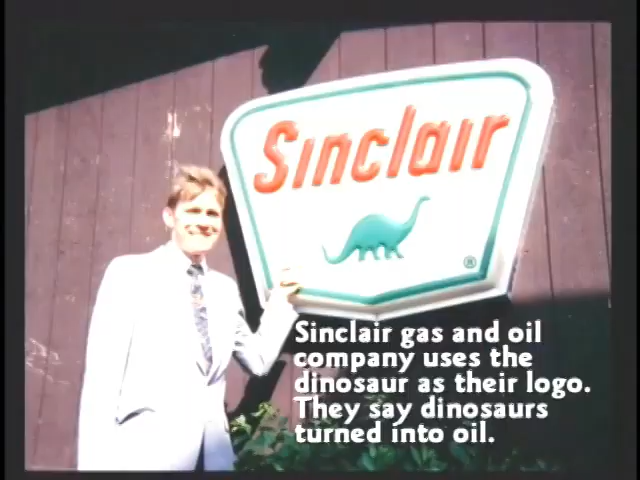 Sinclair
®
Sinclair gas and oil
company uses the
dinosaur as their logo.
They say dinosaurs
turned into oil.